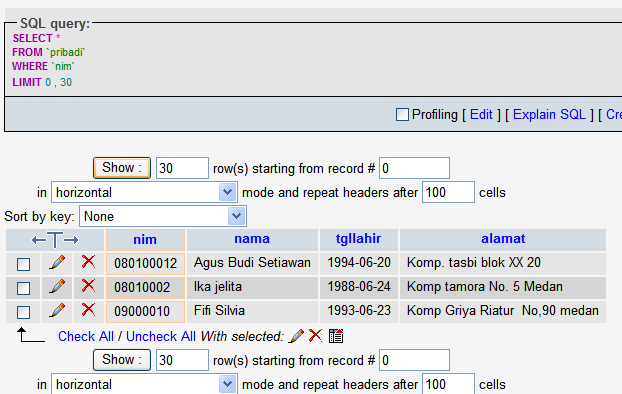 SQL query:
SELECT *
FROM `pribadi`
WHERE `nim`
LIMIT 0 , 30
Profiling [ Edit ] [ Explain SQL ] [ Cre
Show : 30 row(s) starting from record # 0
in horizontal mode and repeat headers after 100 cells
Sort by key: None
←T→ nim nama tgllahir alamat
080100012 Agus Budi Setiawan 1994-06-20 Komp. tasbi blok XX 20
08010002 Ika jelita 1988-06-24 Komp tamora No. 5 Medan
09000010 Fifi Silvia 1993-06-23 Komp Griya Riatur No,90 medan
Check All / Uncheck All With selected:
Show : 30 row(s) starting from record # 0
in horizontal mode and repeat headers after 100 cells